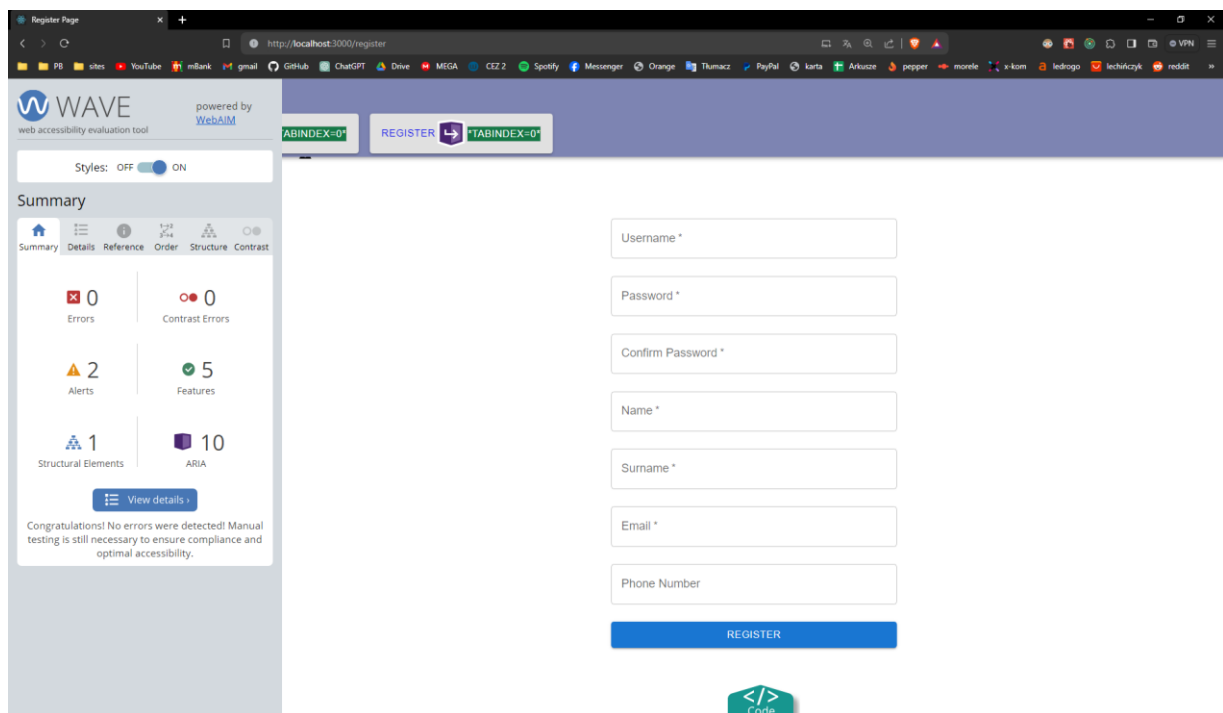 Register Page
http://localhost:3000/register
VPN
PB sites YouTube mBank gmail GitHub ChatGPT Drive MEGA CEZ 2 Spotify Messenger Orange Tłumacz PayPal karta Arkusze pepper morele x-kom ledrogo lechińczyk reddit »
WAVE powered by
web accessibility evaluation tool WebAIM
TABINDEX=0* REGISTER *TABINDEX=0*
Styles: OFF ON
Summary
Summary Details Reference Order Structure Contrast
0 0
Errors Contrast Errors
2 5
Alerts Features
1 10
Structural Elements ARIA
View details ›
Congratulations! No errors were detected! Manual
testing is still necessary to ensure compliance and
optimal accessibility.
Username *
Password *
Confirm Password *
Name *
Surname *
Email *
Phone Number
REGISTER
</>
Code